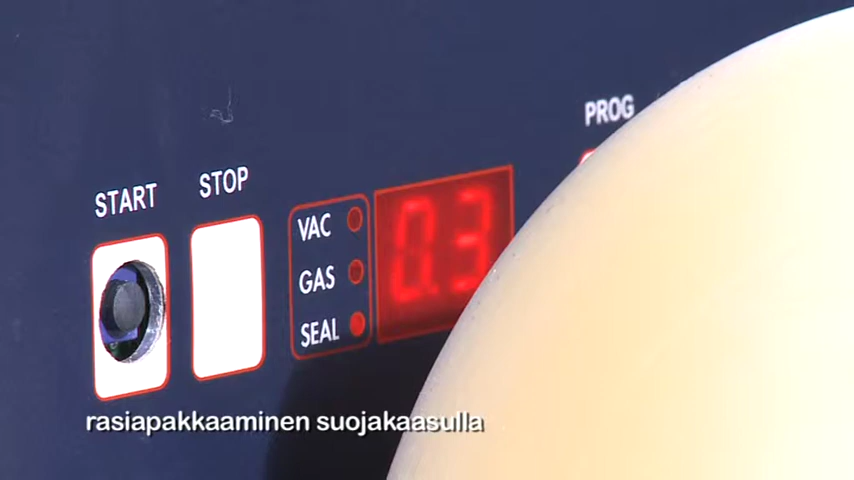 PROG
START
STOP
VAC
GAS
SEAL
0.3
rasiapakkaaminen suojakaasulla